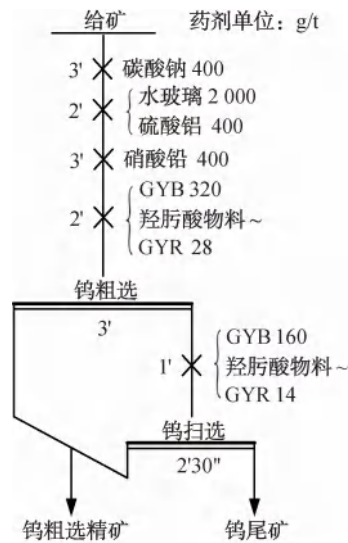 给矿 药剂单位：g/t
3' 碳酸钠 400
2' 水玻璃 2 000
硫酸铝 400
3' 硝酸铅 400
GYB 320
2' 羟肟酸物料~
GYR 28
钨粗选
3'
GYB 160
1' 羟肟酸物料~
GYR 14
钨扫选
2'30"
钨粗选精矿 钨尾矿